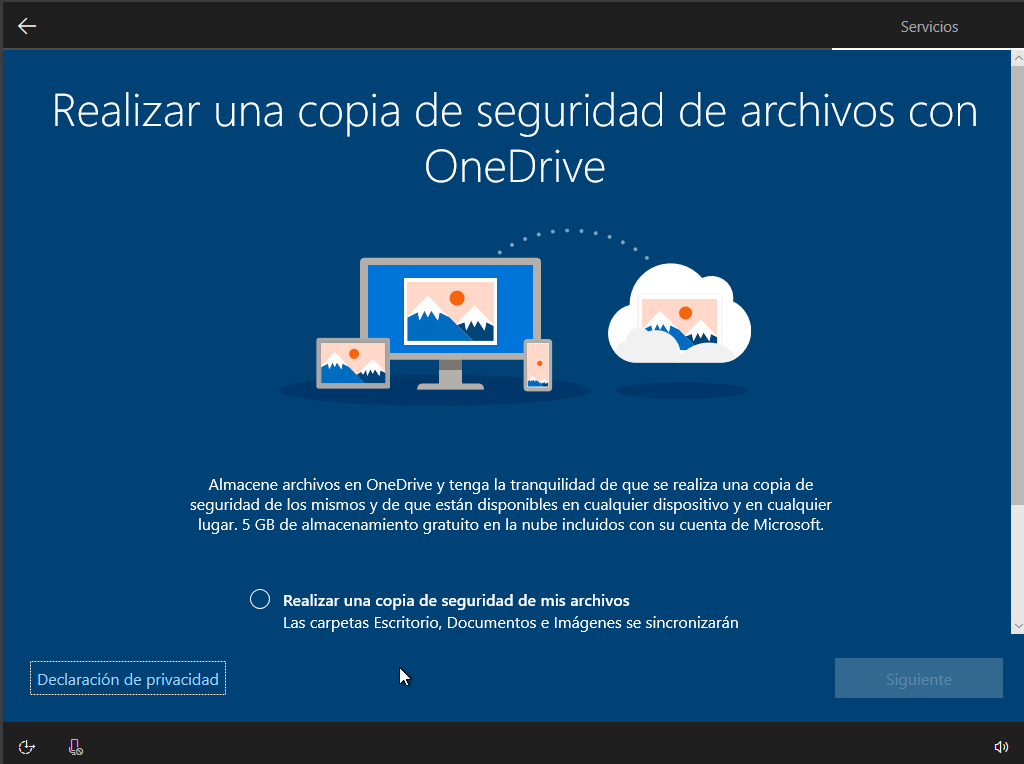 Servicios
Realizar una copia de seguridad de archivos con
OneDrive
Almacene archivos en OneDrive y tenga la tranquilidad de que se realiza una copia de
seguridad de los mismos y de que están disponibles en cualquier dispositivo y en cualquier
lugar. 5 GB de almacenamiento gratuito en la nube incluidos con su cuenta de Microsoft.
Realizar una copia de seguridad de mis archivos
Las carpetas Escritorio, Documentos e Imágenes se sincronizarán
Declaración de privacidad
Siguiente